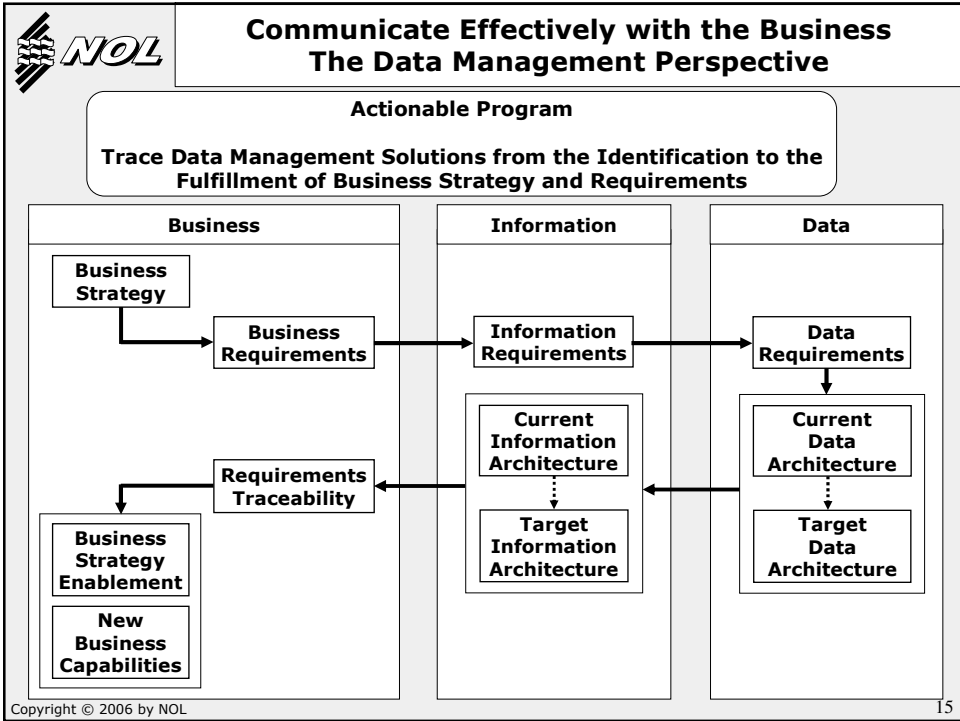 NOL
Communicate Effectively with the Business
The Data Management Perspective
Actionable Program
Trace Data Management Solutions from the Identification to the
Fulfillment of Business Strategy and Requirements
Business
Information
Data
Business
Strategy
Business
Requirements
Information
Requirements
Data
Requirements
Current
Information
Architecture
Current
Data
Architecture
Requirements
Traceability
Target
Information
Architecture
Target
Data
Architecture
Business
Strategy
Enablement
New
Business
Capabilities
Copyright © 2006 by NOL
15